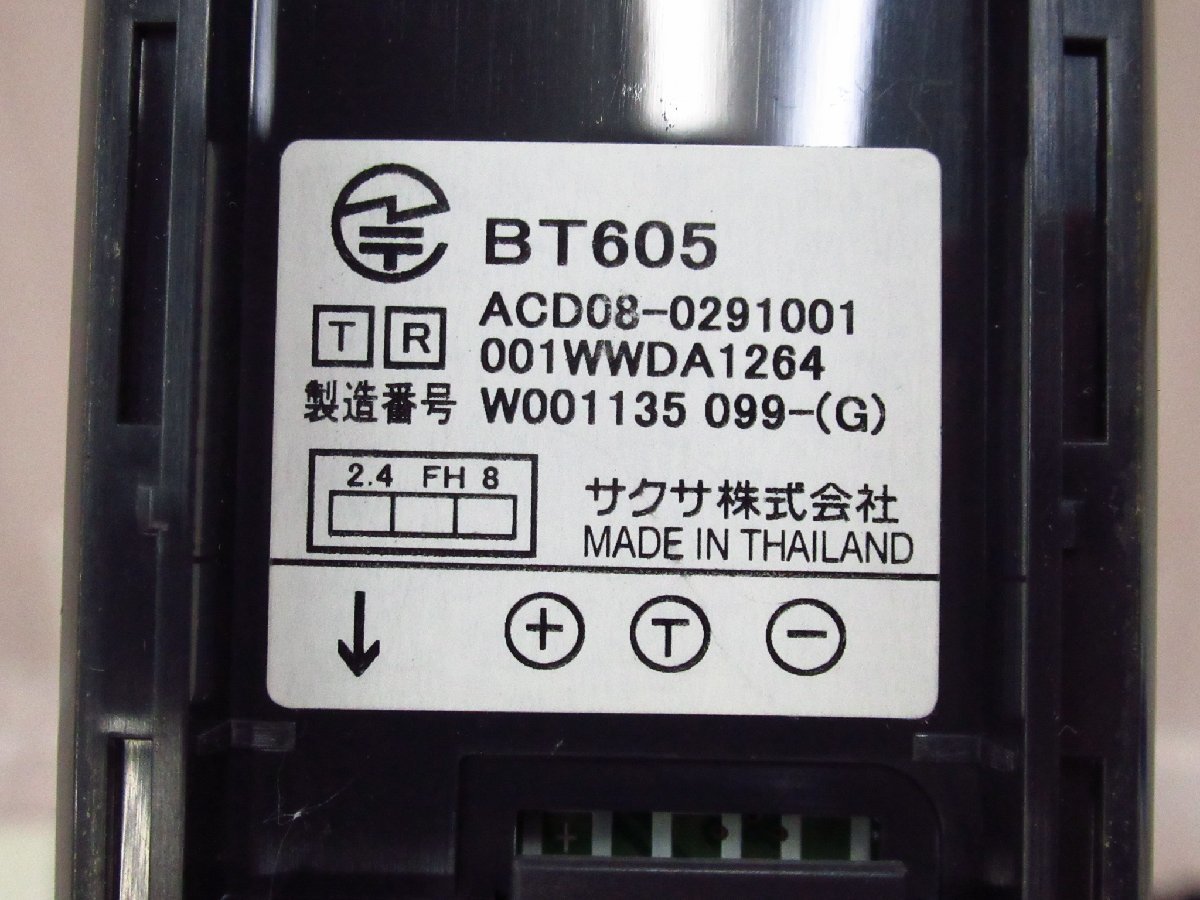 BT605
T ACD08-0291001
R 001WWDA1264
製造番号 W001135 099-(G)
2.4 FH 8
サクサ株式会社
MADE IN THAILAND
↓ + T −